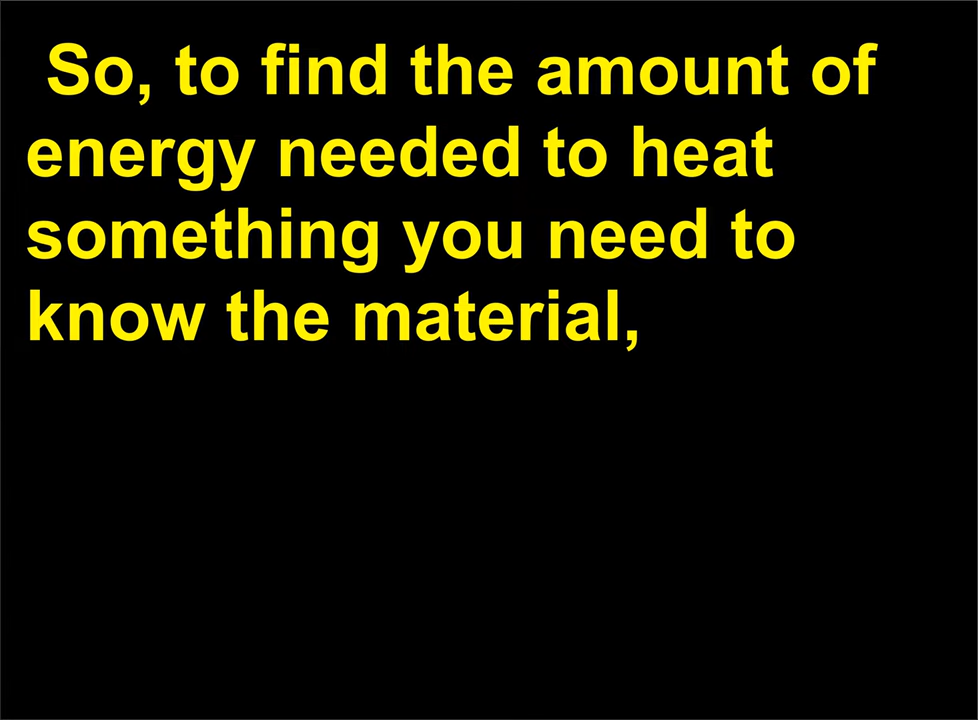 So, to find the amount of
energy needed to heat
something you need to
know the material,